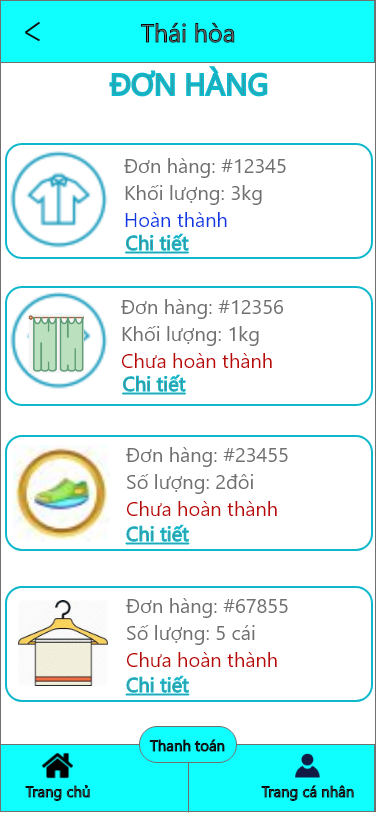 Thái hòa
ĐƠN HÀNG
Đơn hàng: #12345
Khối lượng: 3kg
Hoàn thành
Chi tiết
Đơn hàng: #12356
Khối lượng: 1kg
Chưa hoàn thành
Chi tiết
Đơn hàng: #23455
Số lượng: 2đôi
Chưa hoàn thành
Chi tiết
Đơn hàng: #67855
Số lượng: 5 cái
Chưa hoàn thành
Chi tiết
Thanh toán
Trang chủ
Trang cá nhân